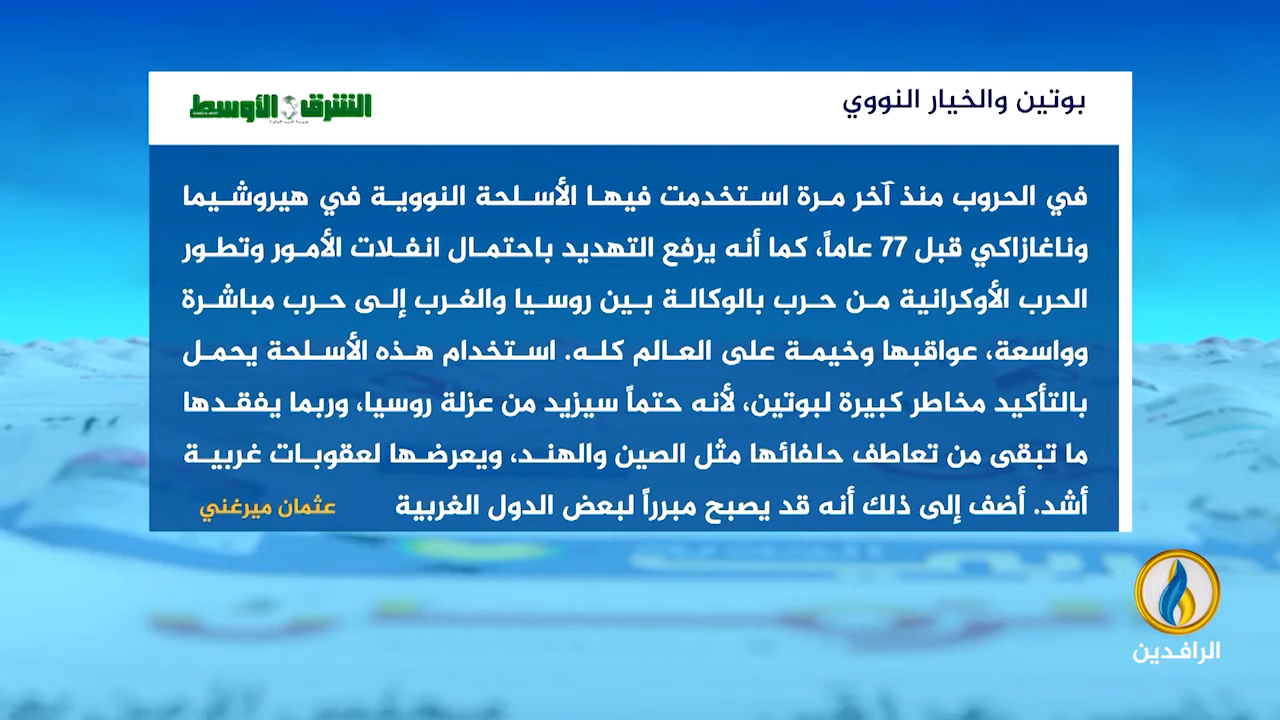 بوتين والخيار النووي
الشرق الأوسط
في الحروب منذ آخر مرة استخدمت فيها الأسلحة النووية في هيروشيما
وناغازاكي قبل 77 عاماً، كما أنه يرفع التهديد باحتمال انفلات الأمور وتطور
الحرب الأوكرانية من حرب بالوكالة بين روسيا والغرب إلى حرب مباشرة
وواسعة، عواقبها وخيمة على العالم كله. استخدام هذه الأسلحة يحمل
بالتأكيد مخاطر كبيرة لبوتين، لأنه حتماً سيزيد من عزلة روسيا، وربما يفقدها
ما تبقى من تعاطف حلفائها مثل الصين والهند، ويعرضها لعقوبات غربية
أشد. أضف إلى ذلك أنه قد يصبح مبرراً لبعض الدول الغربية
عثمان ميرغني
الرافدين